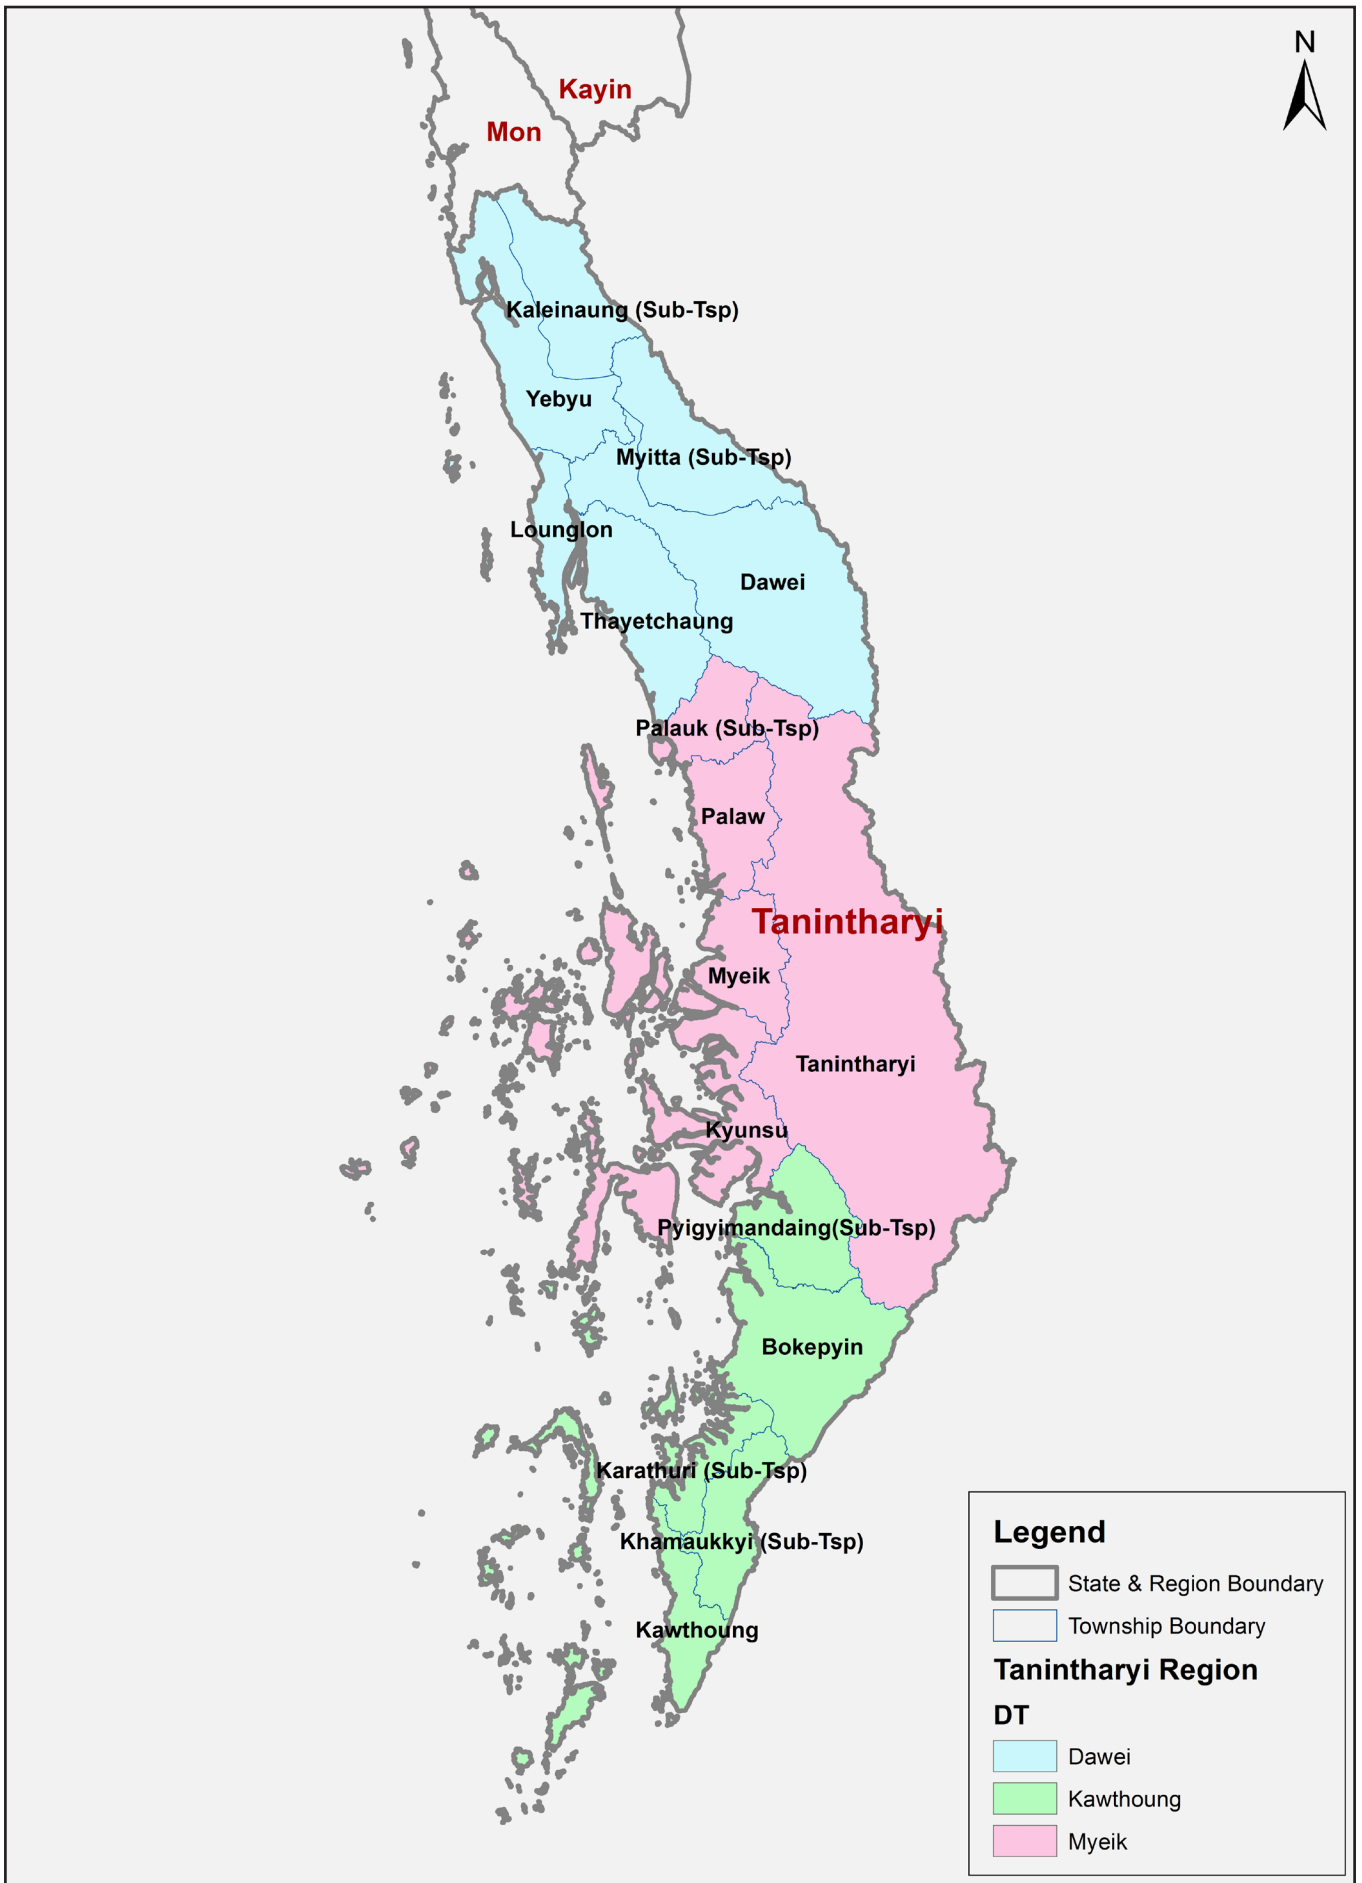 N
Kayin
Mon
Kaleinaung (Sub-Tsp)
Yebyu
Myitta (Sub-Tsp)
Lounglon
Dawei
Thayetchaung
Palauk (Sub-Tsp)
Palaw
Tanintharyi
Myeik
Tanintharyi
Kyunsu
Pyigyimandaing(Sub-Tsp)
Bokepyin
Karathuri (Sub-Tsp)
Khamaukkyi (Sub-Tsp)
Kawthoung
Legend
State & Region Boundary
Township Boundary
Tanintharyi Region
DT
Dawei
Kawthoung
Myeik